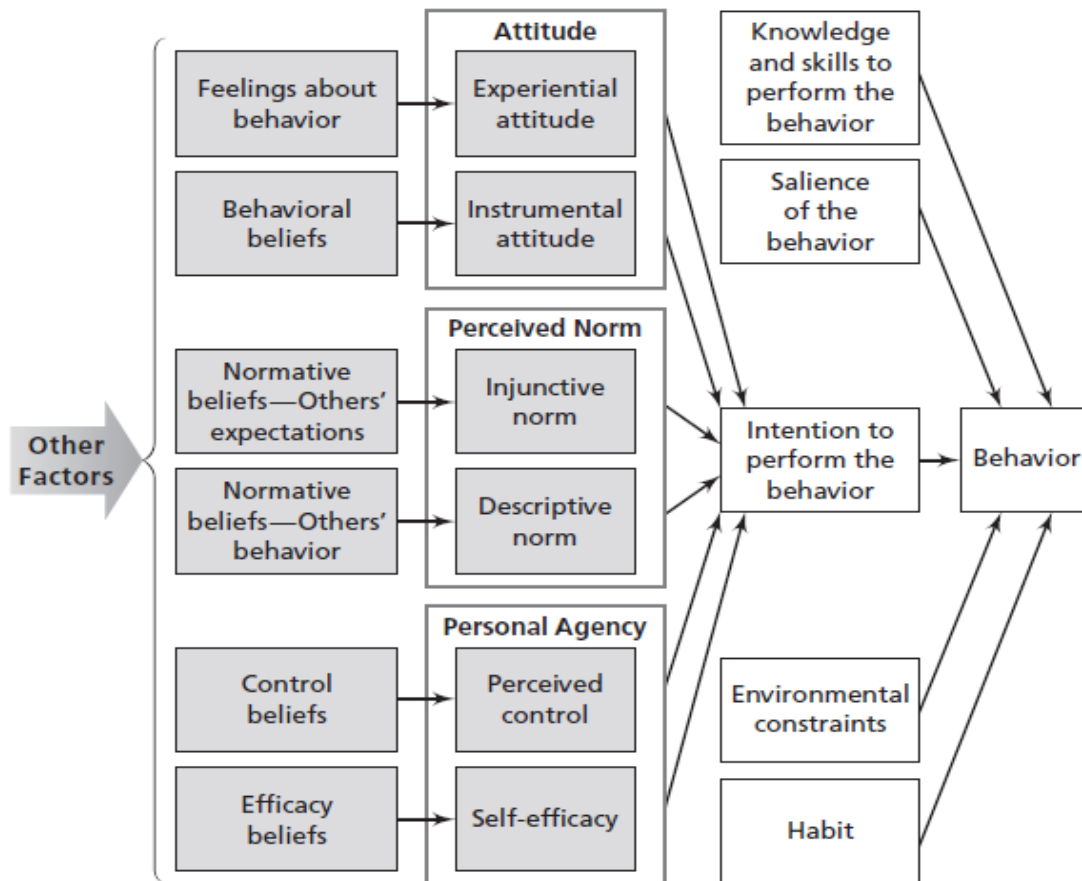 Other
Factors
Feelings about
behavior
Behavioral
beliefs
Normative
beliefs—Others’
expectations
Normative
beliefs—Others’
behavior
Control
beliefs
Efficacy
beliefs
Attitude
Experiential
attitude
Instrumental
attitude
Perceived Norm
Injunctive
norm
Descriptive
norm
Personal Agency
Perceived
control
Self-efficacy
Knowledge
and skills to
perform the
behavior
Salience
of the
behavior
Intention to
perform the
behavior
Environmental
constraints
Habit
Behavior